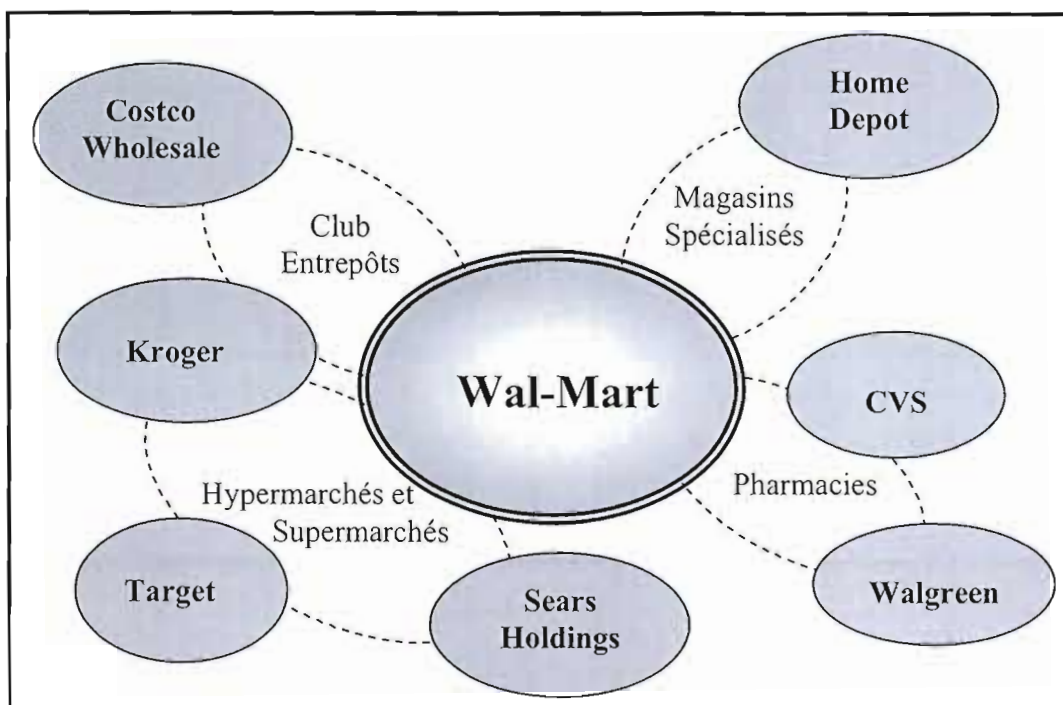 Costco
Wholesale
Home
Depot
Club
Entrepôts
Magasins
Spécialisés
Kroger
Wal-Mart
CVS
Hypermarchés et
Supermarchés
Pharmacies
Target
Sears
Holdings
Walgreen